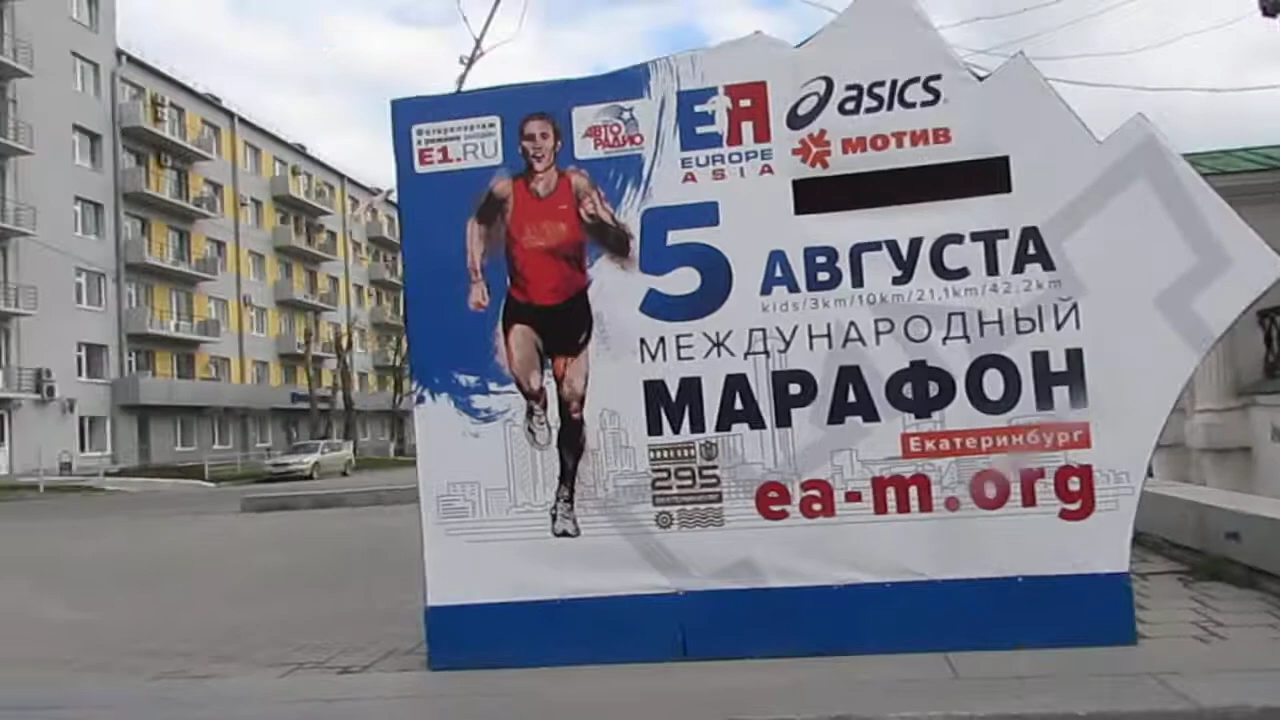 Фоторепортаж
в режиме онлайн
E1.RU
АВТО
РАДИО
EA
EUROPE
ASIA
asics
МОТИВ
5 АВГУСТА
kids/3km/10km/21,1km/42,2km
МЕЖДУНАРОДНЫЙ
МАРАФОН
Екатеринбург
295
ea-m.org